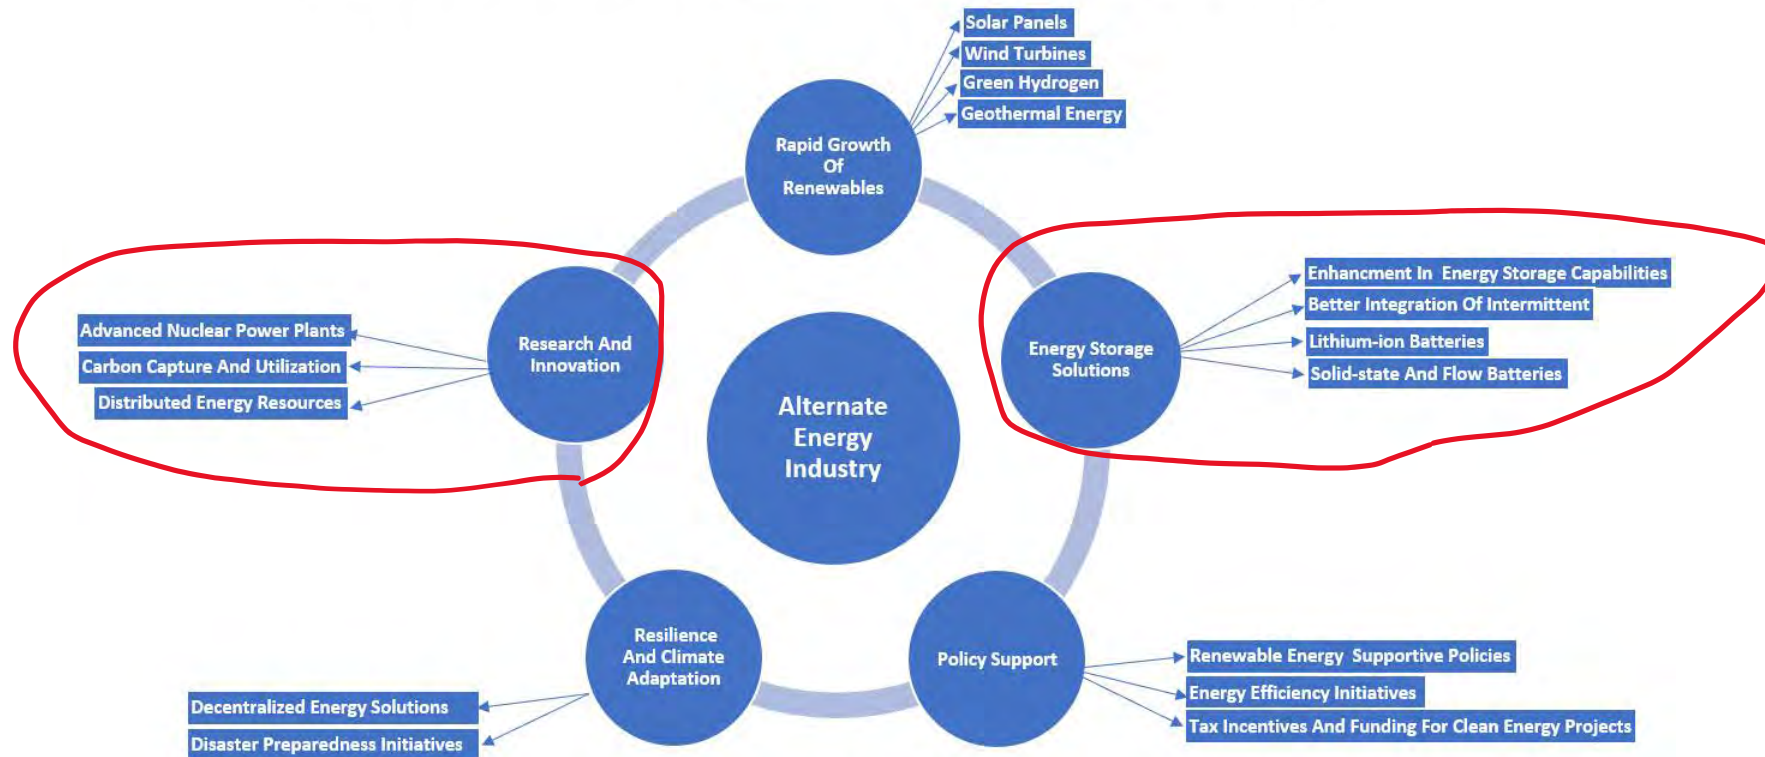 Solar Panels
Wind Turbines
Green Hydrogen
Geothermal Energy
Rapid Growth
Of
Renewables
Enhancment In  Energy Storage Capabilities
Better Integration Of Intermittent
Lithium-ion Batteries
Solid-state And Flow Batteries
Energy Storage
Solutions
Advanced Nuclear Power Plants
Carbon Capture And Utilization
Distributed Energy Resources
Research And
Innovation
Alternate
Energy
Industry
Resilience
And Climate
Adaptation
Decentralized Energy Solutions
Disaster Preparedness Initiatives
Policy Support
Renewable Energy  Supportive Policies
Energy Efficiency Initiatives
Tax Incentives And Funding For Clean Energy Projects